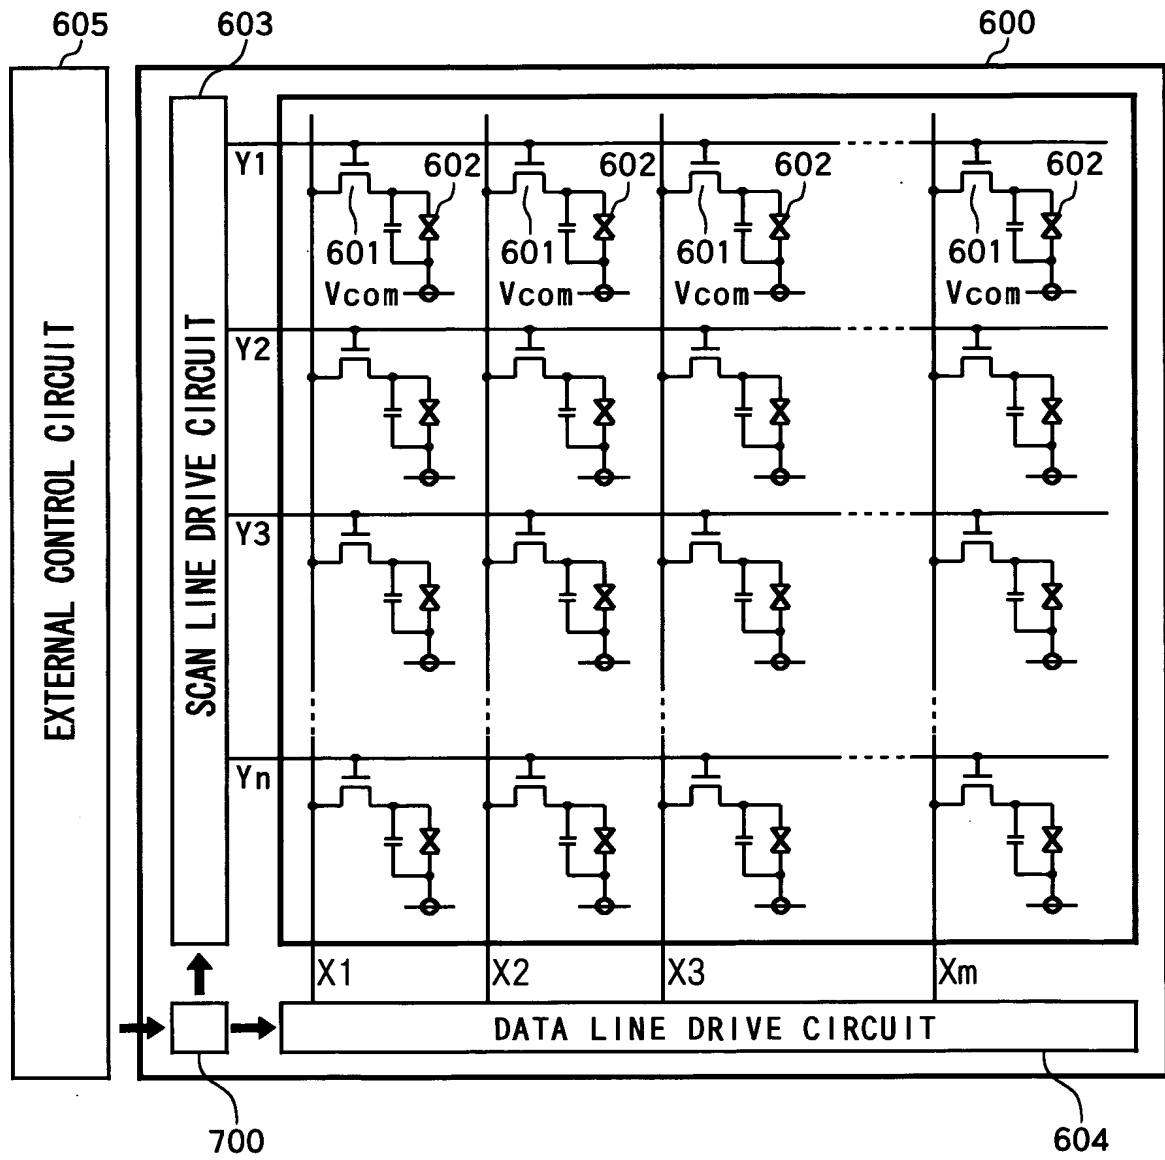 605
603
600
EXTERNAL CONTROL CIRCUIT
SCAN LINE DRIVE CIRCUIT
Y1
602
602
602
602
601
601
601
601
Vcom
Vcom
Vcom
Vcom
Y2
Y3
Yn
X1
X2
X3
Xm
DATA LINE DRIVE CIRCUIT
700
604